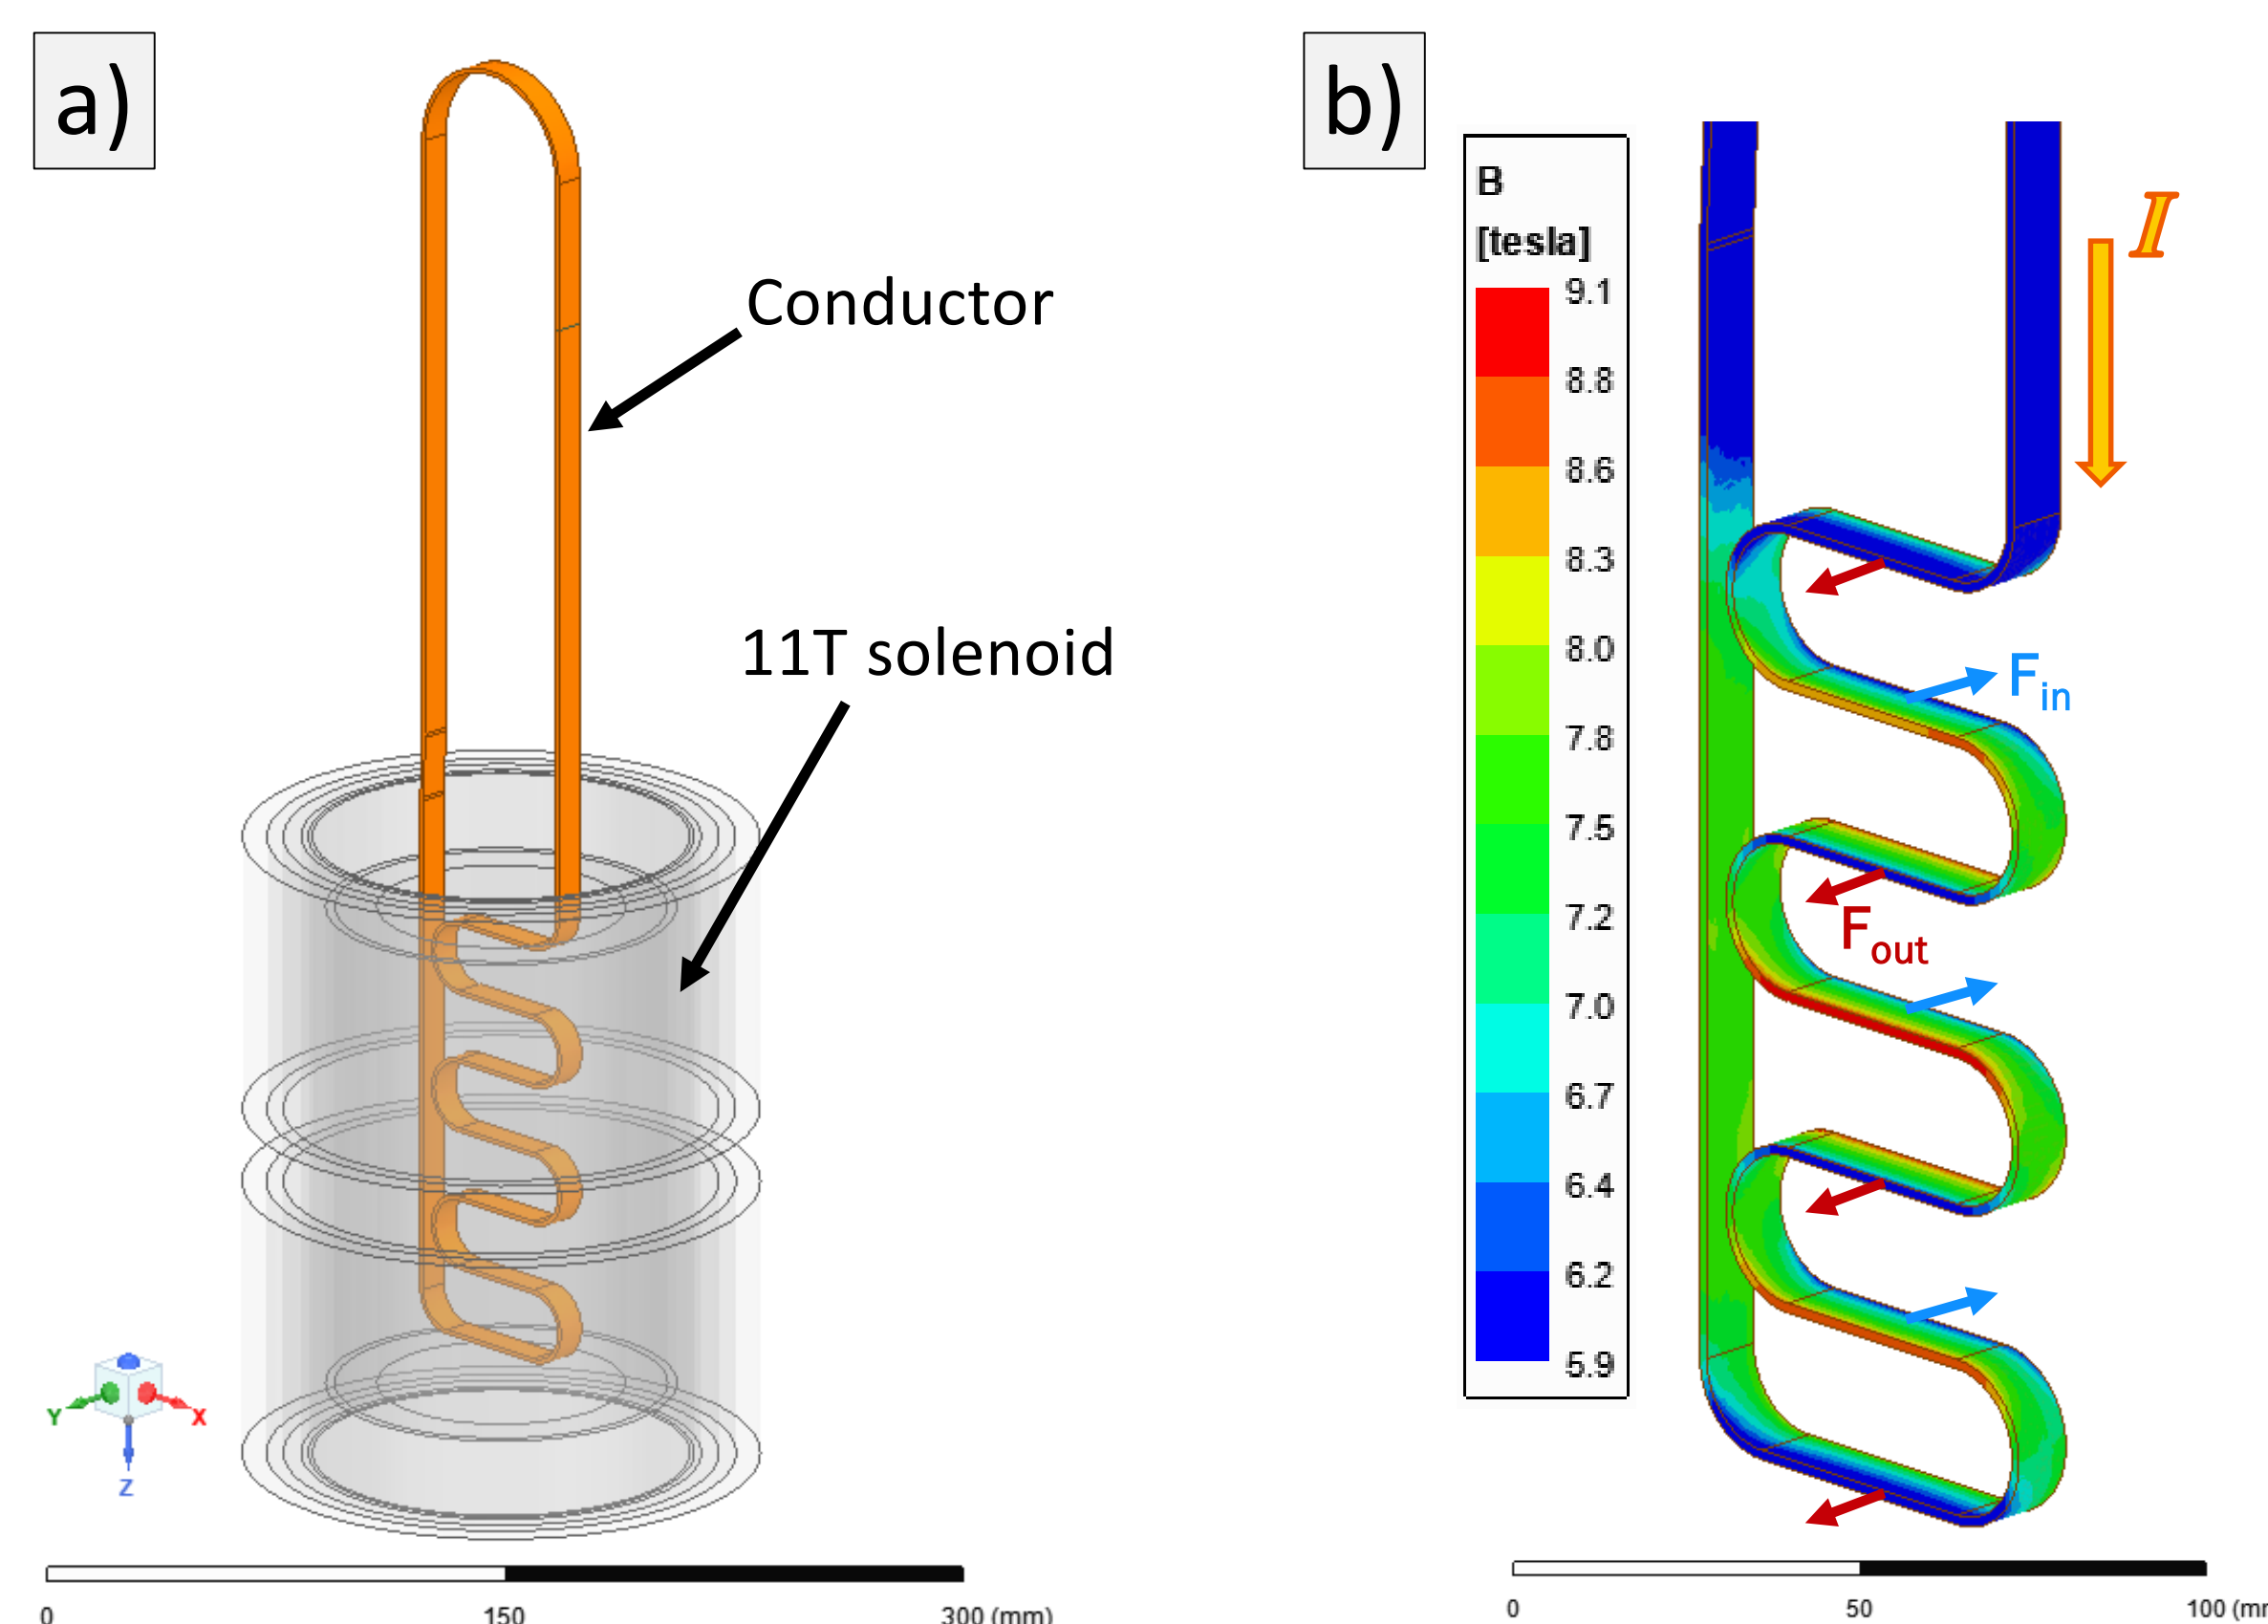 a)
Conductor
11T solenoid
Y
X
Z
0
150
300 (mm)
b)
B
[tesla]
9.1
8.8
8.6
8.3
8.0
7.8
7.5
7.2
7.0
6.7
6.4
6.2
5.9
I
Fin
Fout
0
50